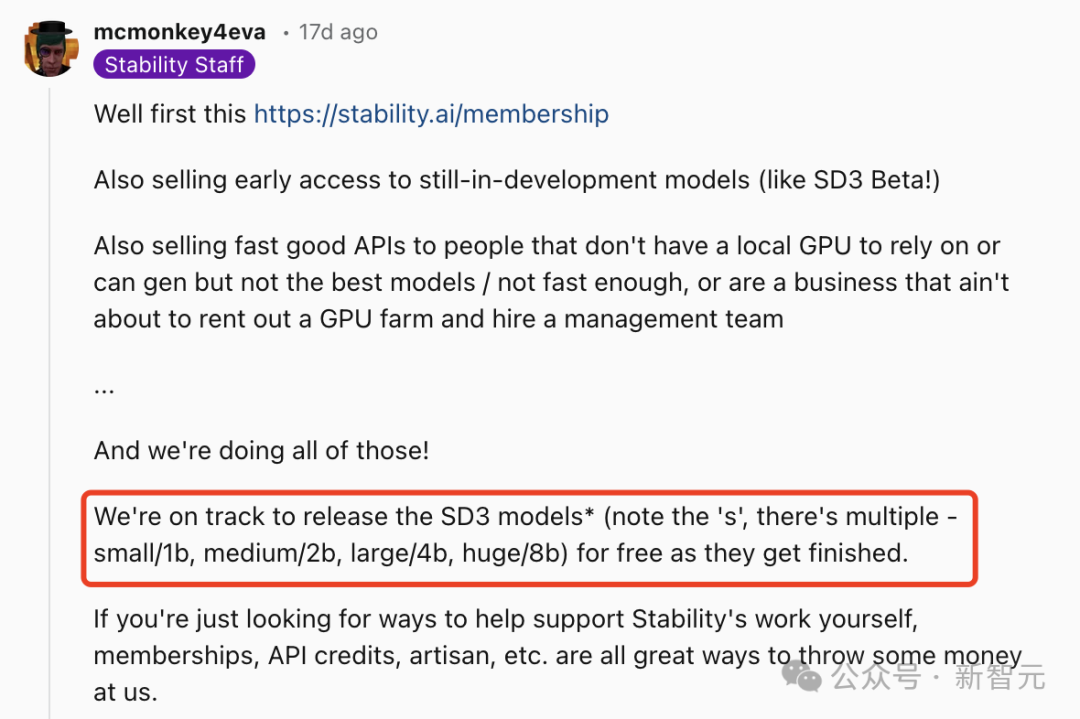 mcmonkey4eva • 17d ago
Stability Staff
Well first this https://stability.ai/membership
Also selling early access to still-in-development models (like SD3 Beta!)
Also selling fast good APIs to people that don't have a local GPU to rely on or
can gen but not the best models / not fast enough, or are a business that ain't
about to rent out a GPU farm and hire a management team
...
And we're doing all of those!
We're on track to release the SD3 models* (note the 's', there's multiple -
small/1b, medium/2b, large/4b, huge/8b) for free as they get finished.
If you're just looking for ways to help support Stability's work yourself,
memberships, API credits, artisan, etc. are all great ways to throw some money
at us.
公众号 · 新智元